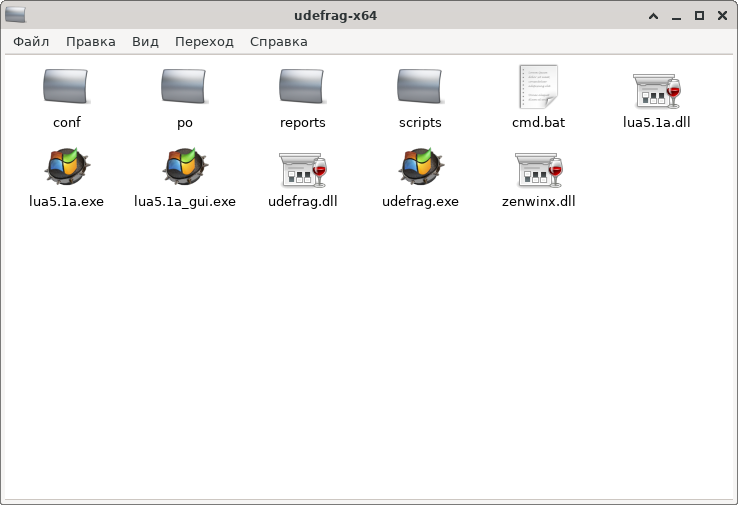 udefrag-x64
Файл Правка Вид Переход Справка
conf po reports scripts cmd.bat lua5.1a.dll
lua5.1a.exe lua5.1a_gui.exe udefrag.dll udefrag.exe zenwinx.dll